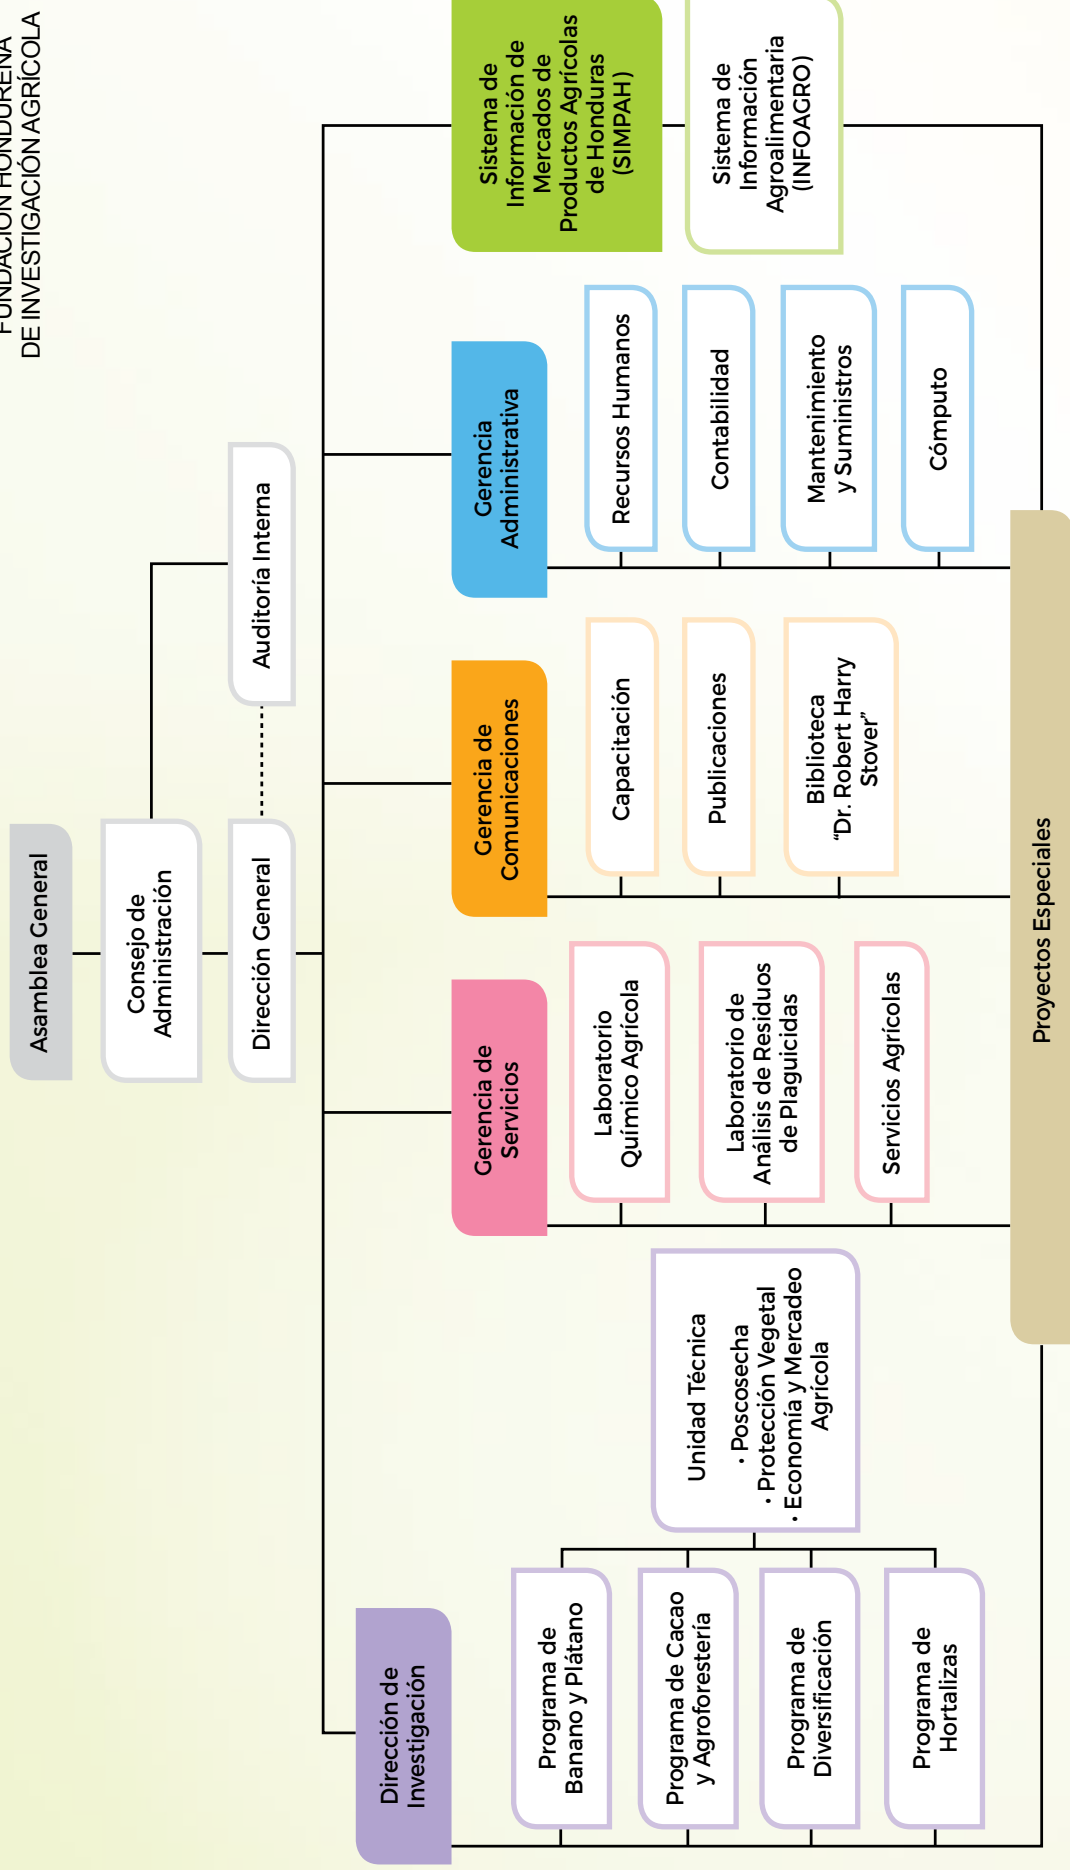 FUNDACIÓN HONDUREÑA
DE INVESTIGACIÓN AGRÍCOLA
Asamblea General
Consejo de
Administración
Dirección General
Auditoría Interna
Dirección de
Investigación
Programa de
Banano y Plátano
Programa de Cacao
y Agroforestería
Programa de
Diversificación
Programa de
Hortalizas
Unidad Técnica
· Poscosecha
· Protección Vegetal
· Economía y Mercadeo
Agrícola
Gerencia de
Servicios
Laboratorio
Químico Agrícola
Laboratorio de
Análisis de Residuos
de Plaguicidas
Servicios Agrícolas
Gerencia de
Comunicaciones
Capacitación
Publicaciones
Biblioteca
“Dr. Robert Harry
Stover”
Gerencia
Administrativa
Recursos Humanos
Contabilidad
Mantenimiento
y Suministros
Cómputo
Sistema de
Información de
Mercados de
Productos Agrícolas
de Honduras
(SIMPAH)
Sistema de
Información
Agroalimentaria
(INFOAGRO)
Proyectos Especiales